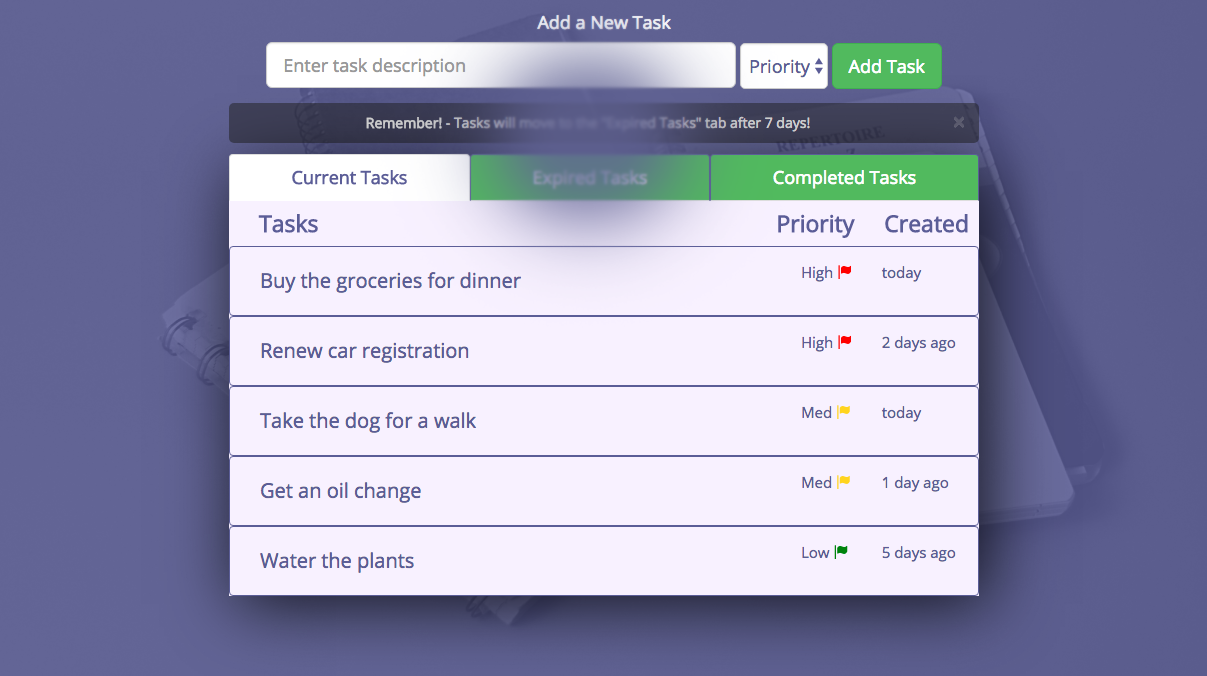 Add a New Task
Enter task description Priority Add Task
Remember! - Tasks will move to the "Expired Tasks" tab after 7 days! ×
Current Tasks Expired Tasks Completed Tasks
Tasks Priority Created
Buy the groceries for dinner High today
Renew car registration High 2 days ago
Take the dog for a walk Med today
Get an oil change Med 1 day ago
Water the plants Low 5 days ago
REPERTOIRE